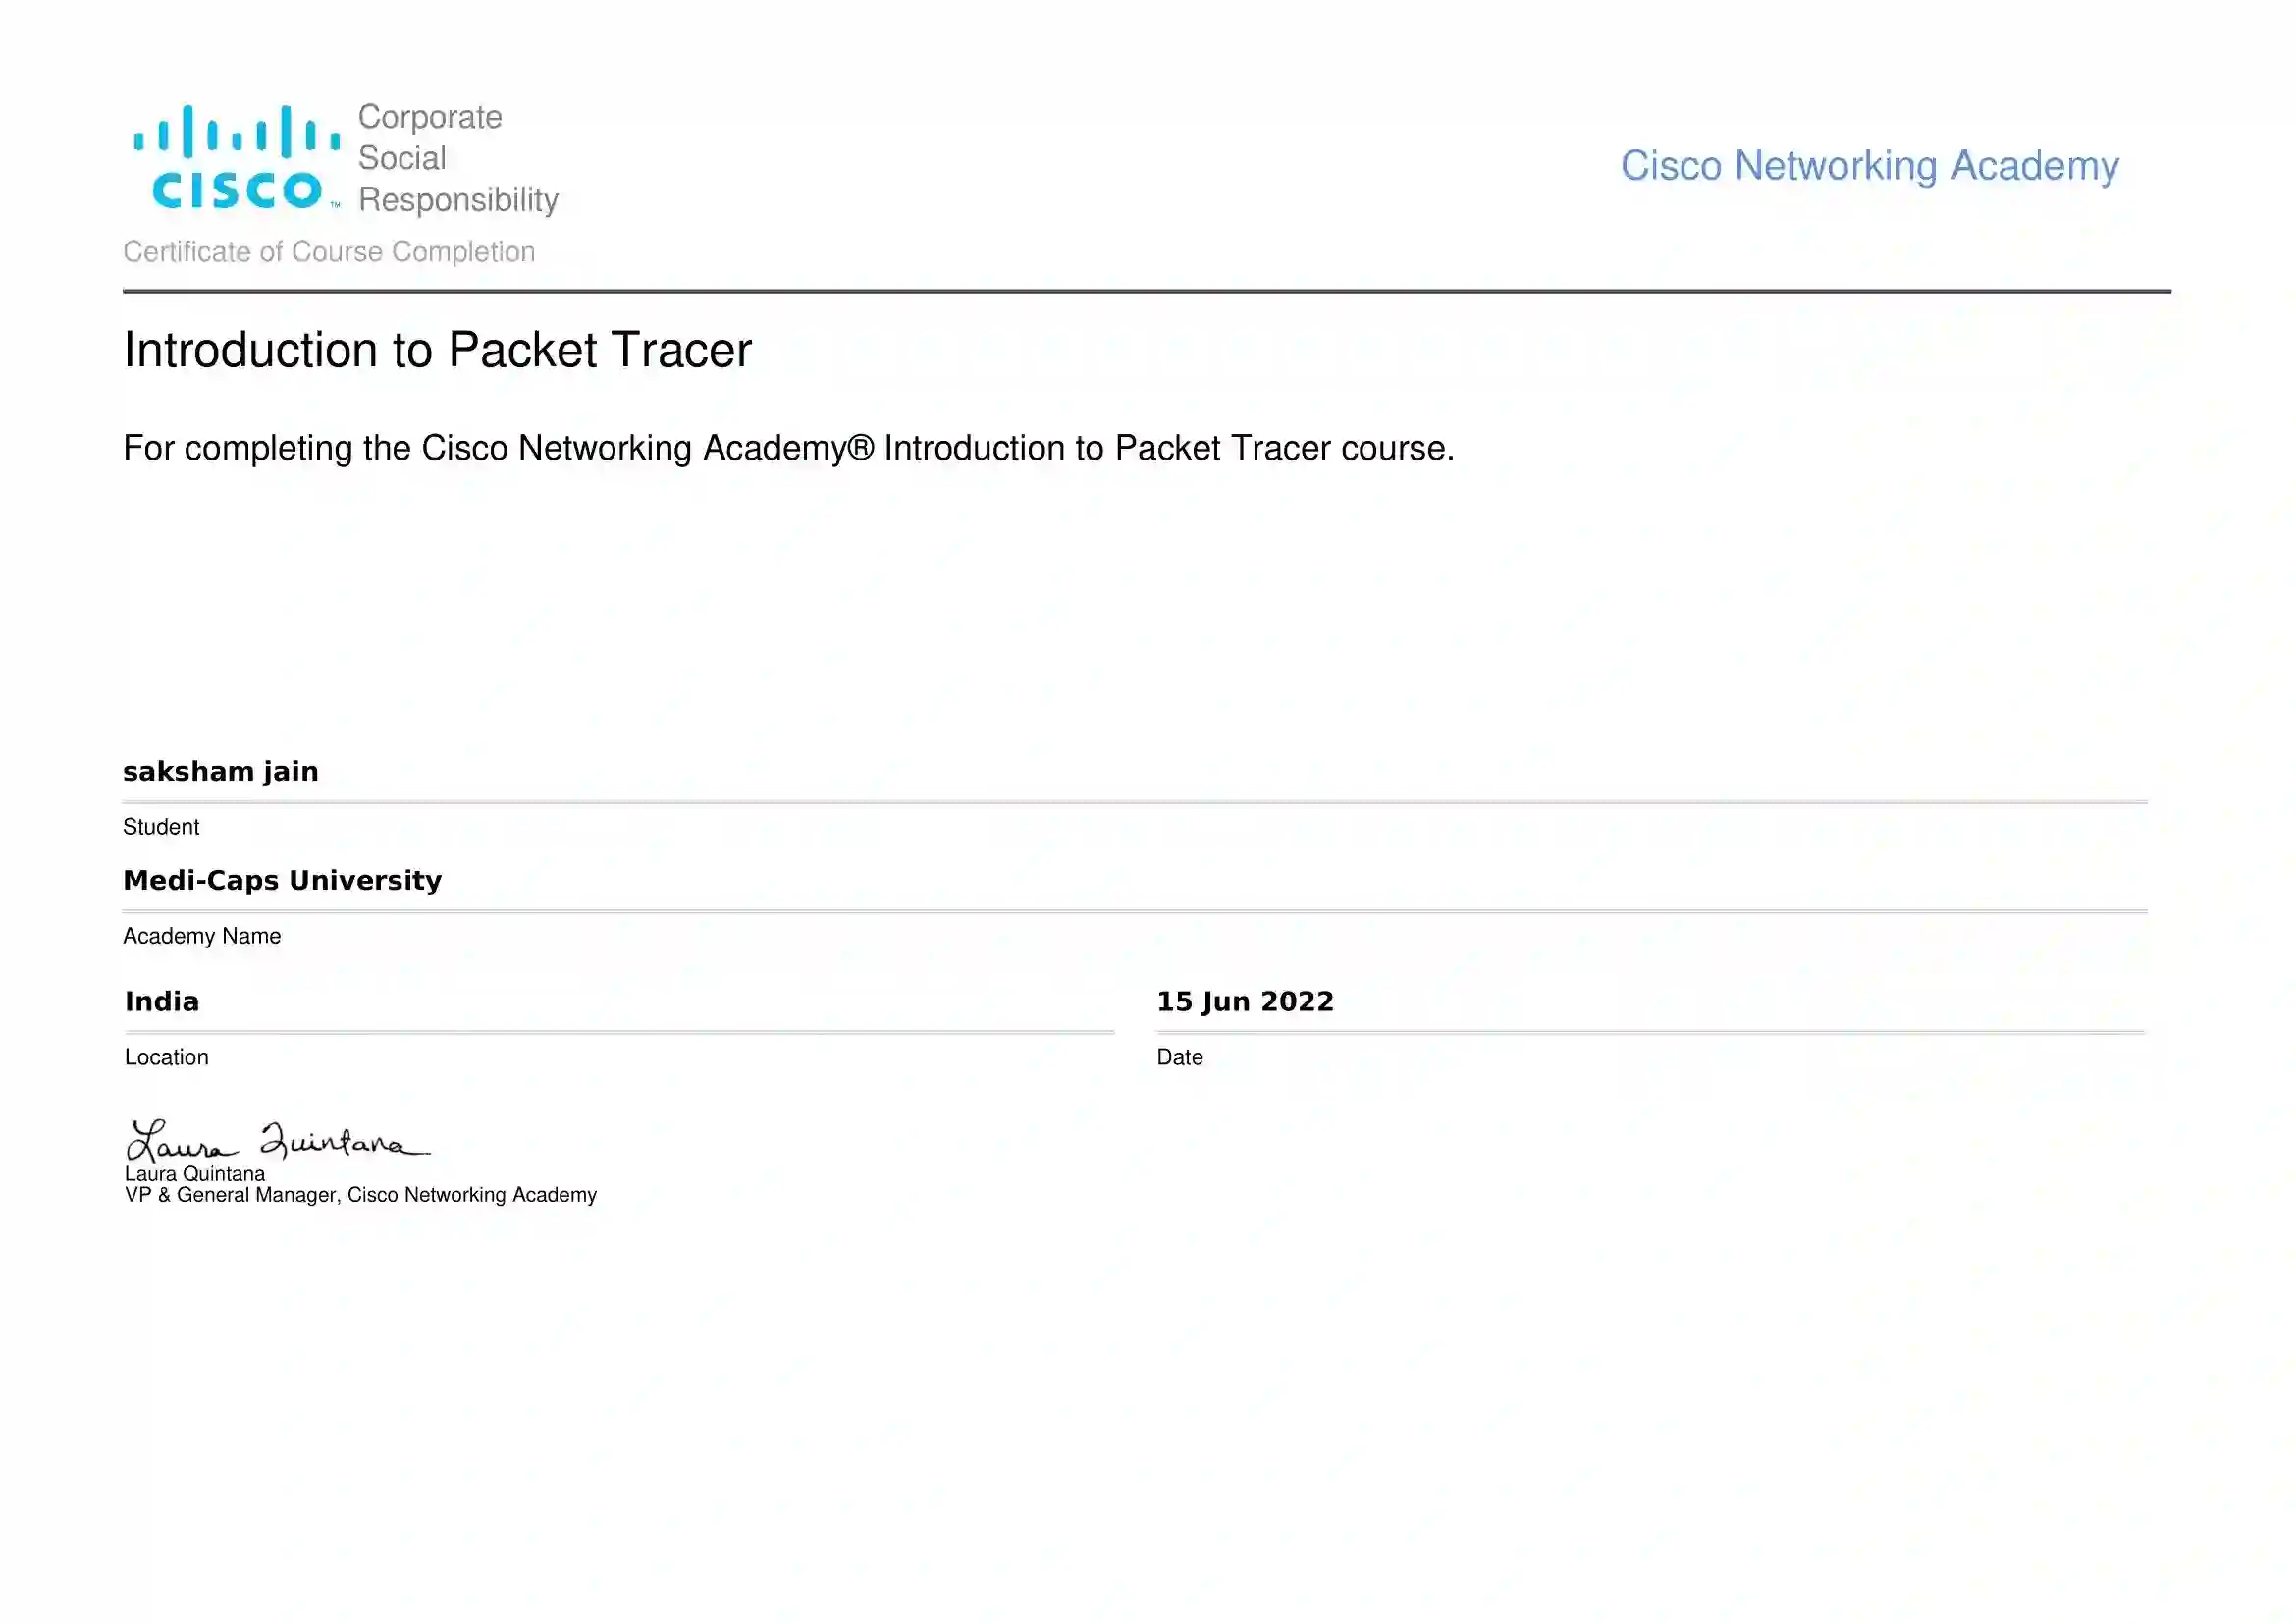 Corporate
Social
Responsibility
CISCO™
Cisco Networking Academy
Certificate of Course Completion
Introduction to Packet Tracer
For completing the Cisco Networking Academy® Introduction to Packet Tracer course.
saksham jain
Student
Medi-Caps University
Academy Name
India
15 Jun 2022
Location
Date
Laura Quintana
Laura Quintana
VP & General Manager, Cisco Networking Academy